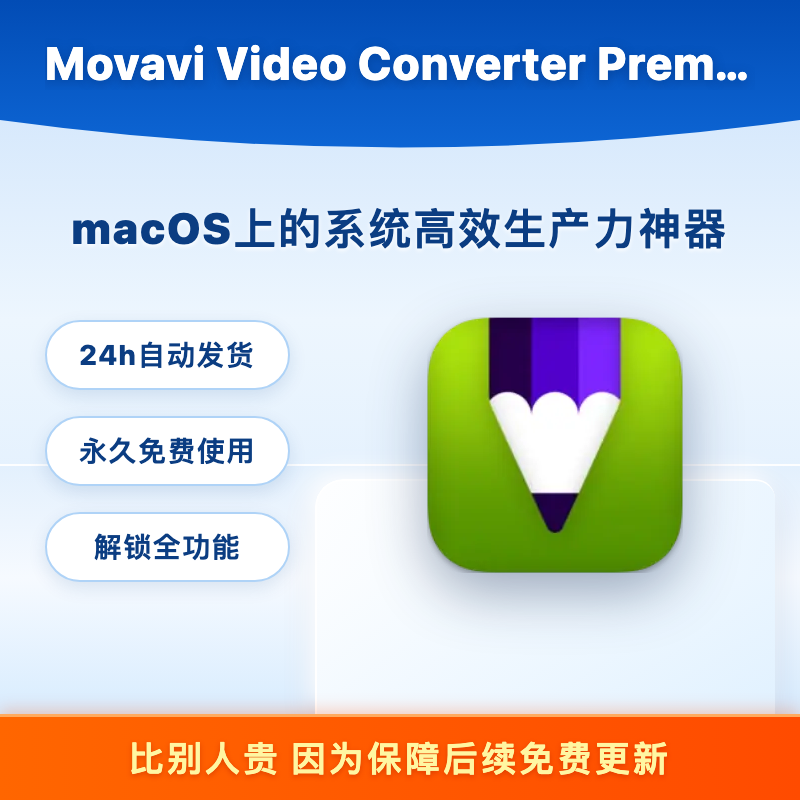 Movavi Video Converter Prem...
macOS上的系统高效生产力神器
24h自动发货
永久免费使用
解锁全功能
比别人贵 因为保障后续免费更新